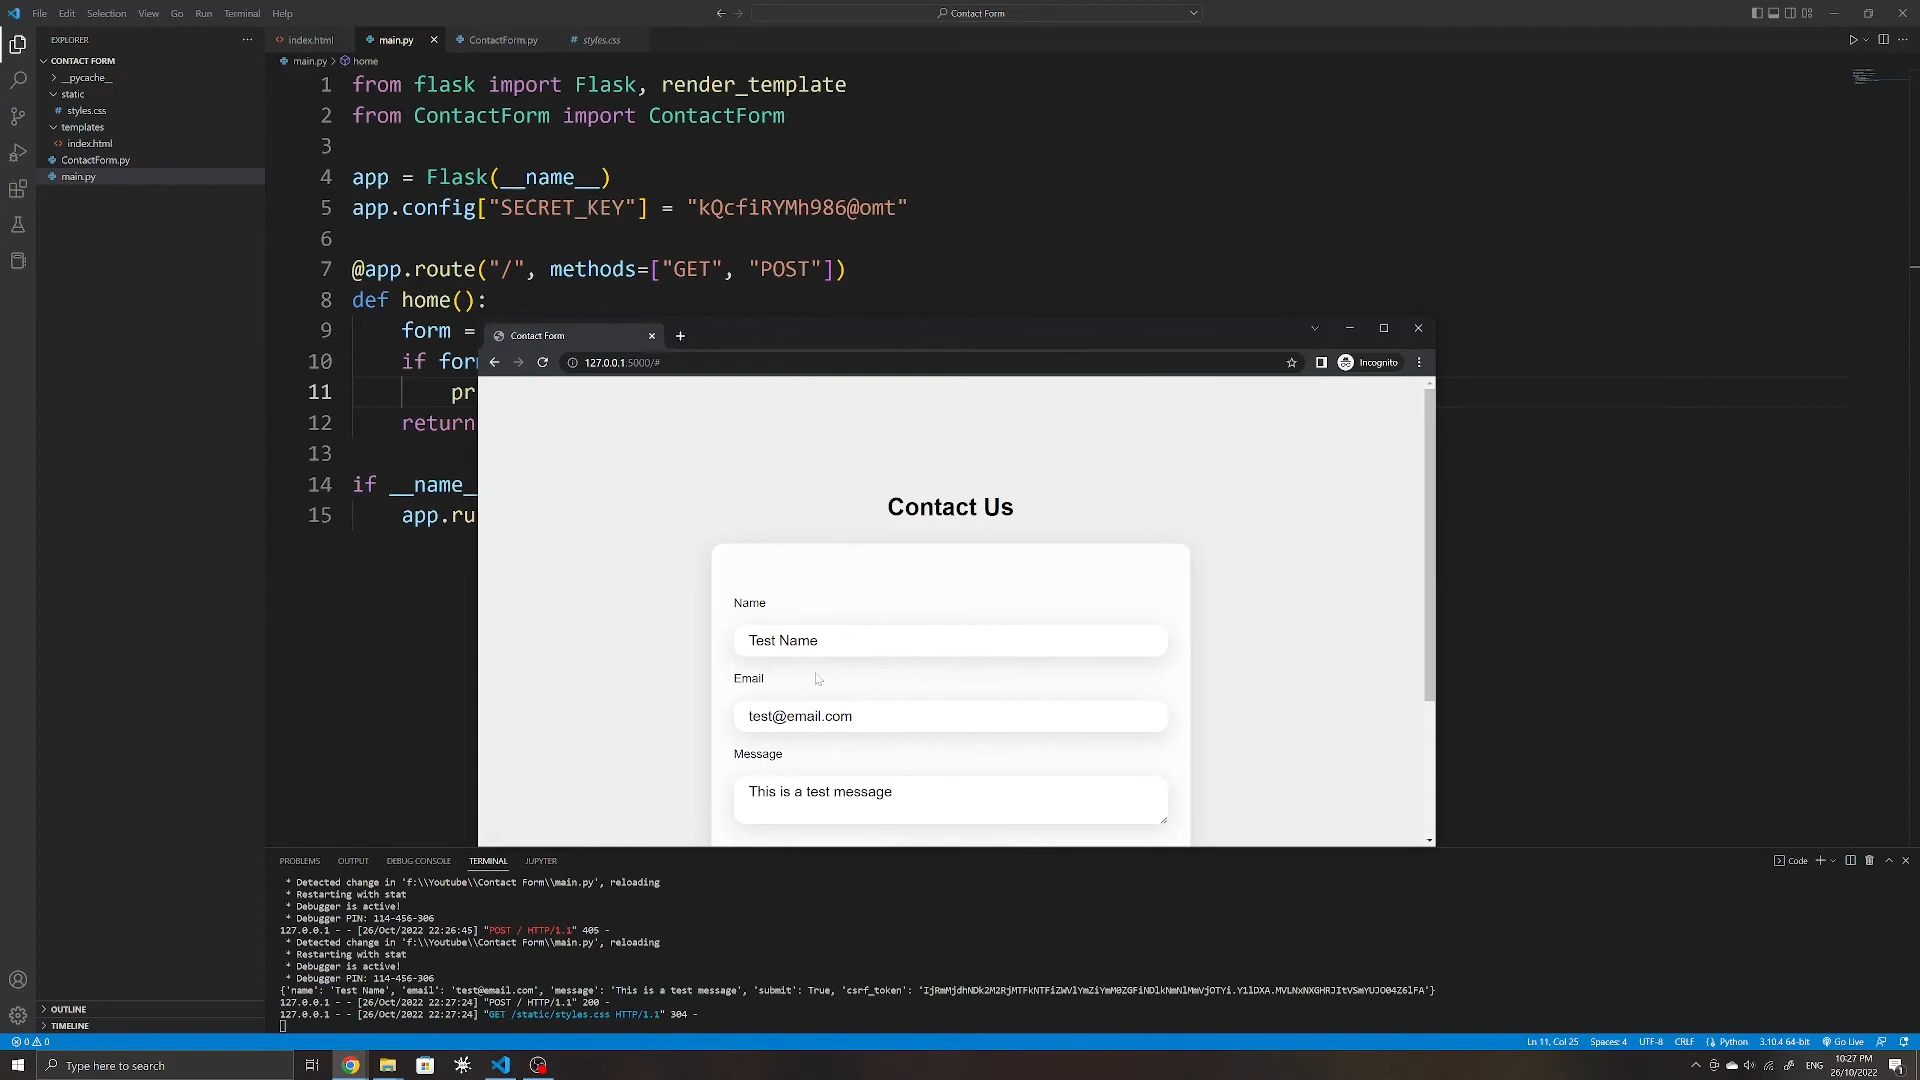 File Edit Selection View Go Run Terminal Help
Contact Form
EXPLORER
CONTACT FORM
__pycache__
static
# styles.css
templates
<> index.html
ContactForm.py
main.py
OUTLINE
TIMELINE
<> index.html
main.py
ContactForm.py
# styles.css
main.py > home
1 from flask import Flask, render_template
2 from ContactForm import ContactForm
3
4 app = Flask(__name__)
5 app.config["SECRET_KEY"] = "kQcfiRYMh986@omt"
6
7 @app.route("/", methods=["GET", "POST"])
8 def home():
9 form =
10 if for
11 pr
12 return
13
14 if __name_
15 app.ru
Contact Form
127.0.0.1:5000/#
Incognito
Contact Us
Name
Test Name
Email
test@email.com
Message
This is a test message
PROBLEMS OUTPUT DEBUG CONSOLE TERMINAL JUPYTER
Code
* Detected change in 'f:\\Youtube\\Contact Form\\main.py', reloading
* Restarting with stat
* Debugger is active!
* Debugger PIN: 114-456-306
127.0.0.1 - - [26/Oct/2022 22:26:45] "POST / HTTP/1.1" 405 -
* Detected change in 'f:\\Youtube\\Contact Form\\main.py', reloading
* Restarting with stat
* Debugger is active!
* Debugger PIN: 114-456-306
{'name': 'Test Name', 'email': 'test@email.com', 'message': 'This is a test message', 'submit': True, 'csrf_token':
127.0.0.1 - - [26/Oct/2022 22:27:24] "POST / HTTP/1.1" 200 -
127.0.0.1 - - [26/Oct/2022 22:27:24] "GET /static/styles.css HTTP/1.1" 304 -
0 0
Ln 11, Col 25 Spaces: 4 UTF-8 CRLF Python 3.10.4 64-bit Go Live
Type here to search
ENG
10:27 PM
26/10/2022